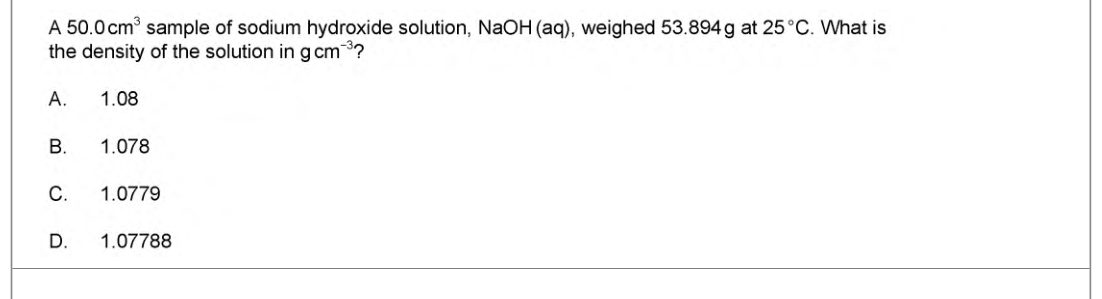 A 50.0 cm³ sample of sodium hydroxide solution, NaOH (aq), weighed 53.894 g at 25 °C. What is
the density of the solution in g cm⁻³?
A. 1.08
B. 1.078
C. 1.0779
D. 1.07788